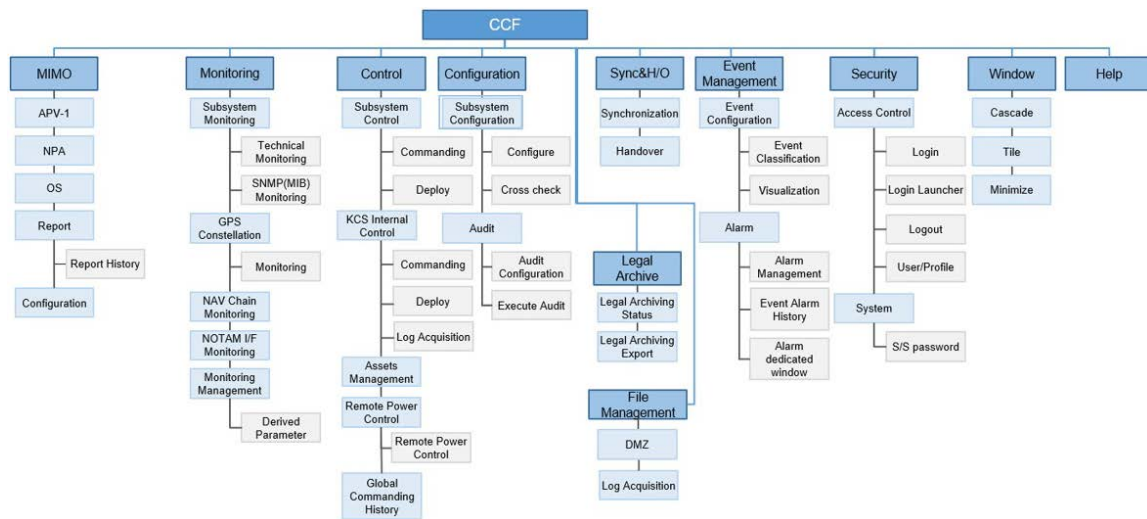 CCF
MIMO
APV-1
NPA
OS
Report
Report History
Configuration
Monitoring
Subsystem
Monitoring
Technical
Monitoring
SNMP(MIB)
Monitoring
GPS
Constellation
Monitoring
NAV Chain
Monitoring
NOTAM I/F
Monitoring
Monitoring
Management
Derived
Parameter
Control
Subsystem
Control
Commanding
Deploy
KCS Internal
Control
Commanding
Deploy
Log Acquisition
Assets
Management
Remote Power
Control
Remote Power
Control
Global
Commanding
History
Configuration
Subsystem
Configuration
Configure
Cross check
Audit
Audit
Configuration
Execute Audit
Sync&H/O
Synchronization
Handover
Legal
Archive
Legal Archiving
Status
Legal Archiving
Export
File
Management
DMZ
Log Acquisition
Event
Management
Event
Configuration
Event
Classification
Visualization
Alarm
Alarm
Management
Event Alarm
History
Alarm
dedicated
window
Security
Access Control
Login
Login Launcher
Logout
User/Profile
System
S/S password
Window
Cascade
Tile
Minimize
Help